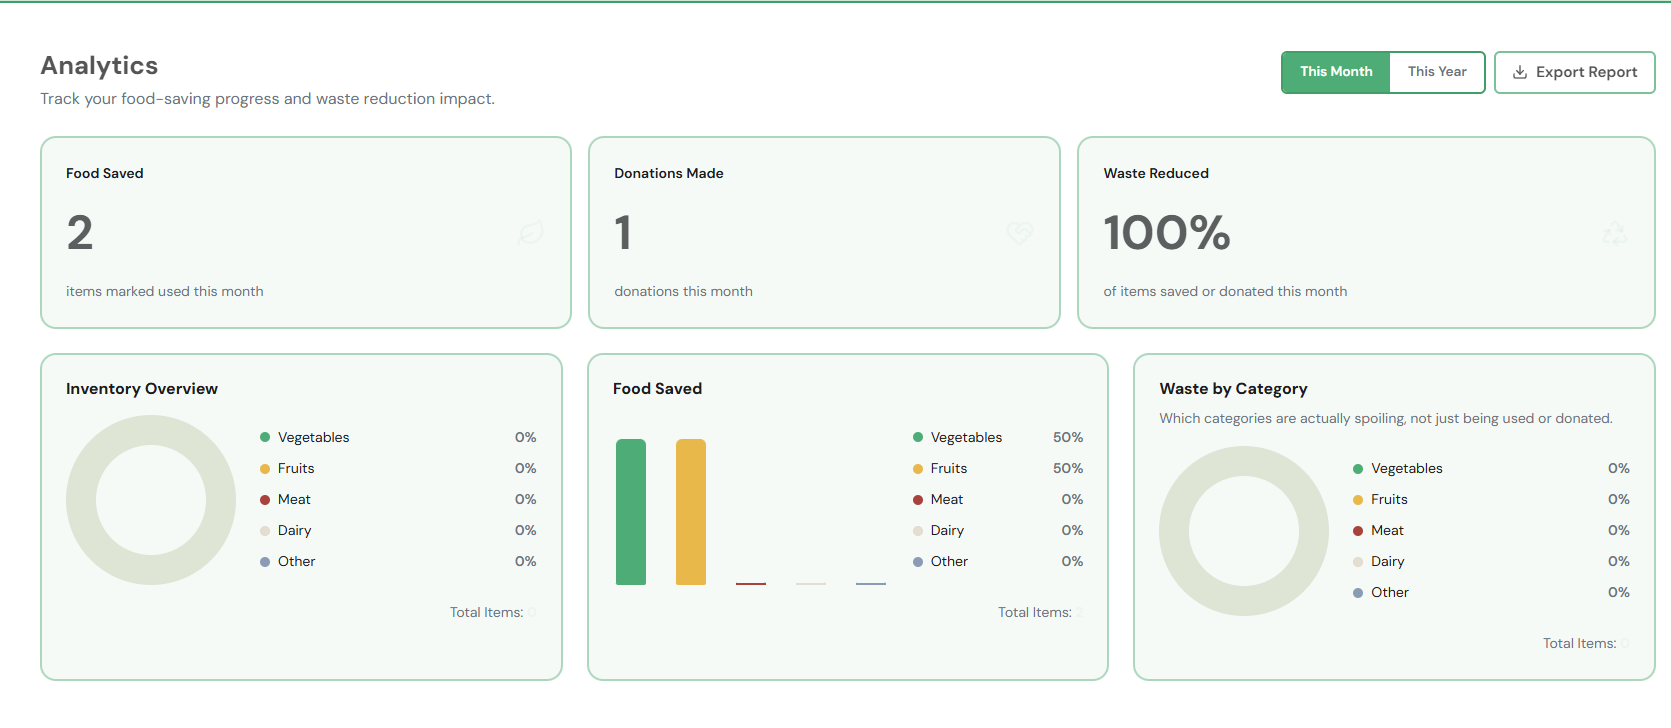 Analytics
Track your food-saving progress and waste reduction impact.
This Month
This Year
Export Report
Food Saved
2
items marked used this month
Donations Made
1
donations this month
Waste Reduced
100%
of items saved or donated this month
Inventory Overview
Vegetables 0%
Fruits 0%
Meat 0%
Dairy 0%
Other 0%
Total Items: 0
Food Saved
Vegetables 50%
Fruits 50%
Meat 0%
Dairy 0%
Other 0%
Total Items: 2
Waste by Category
Which categories are actually spoiling, not just being used or donated.
Vegetables 0%
Fruits 0%
Meat 0%
Dairy 0%
Other 0%
Total Items: 0